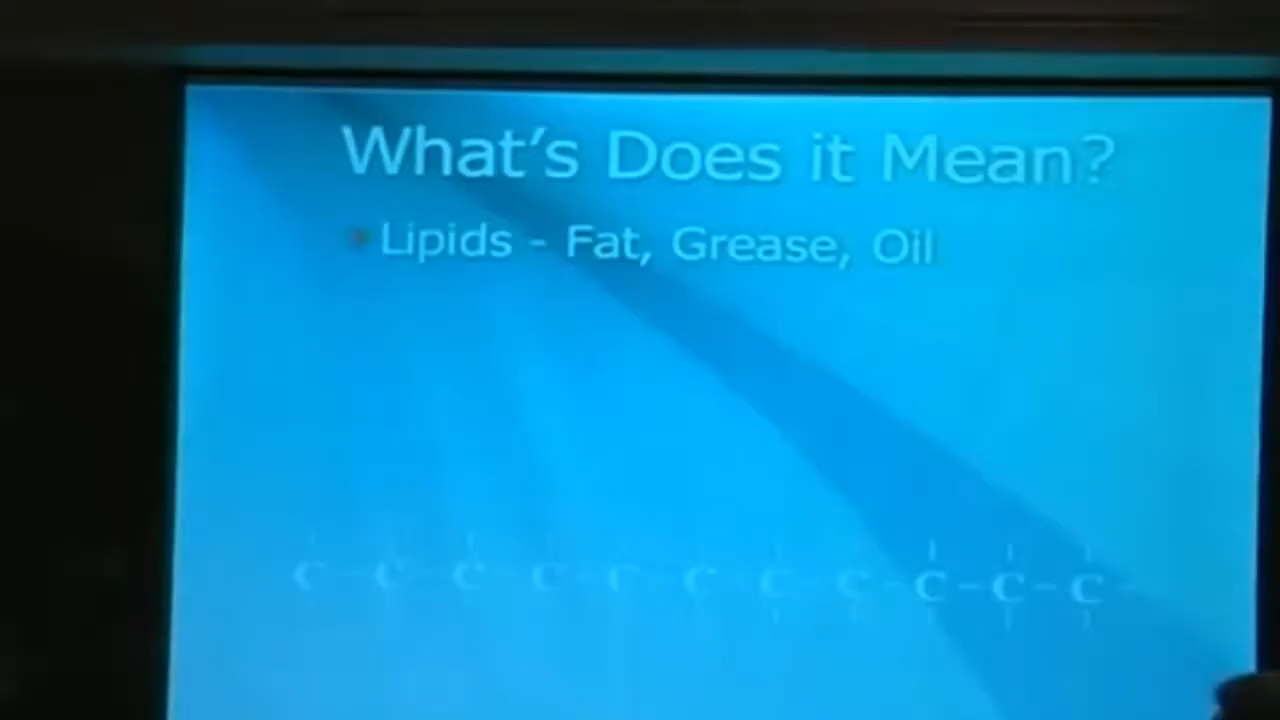 What's Does it Mean?
Lipids - Fat, Grease, Oil
C - C - C - C - C - C - C - C - C - C - C -